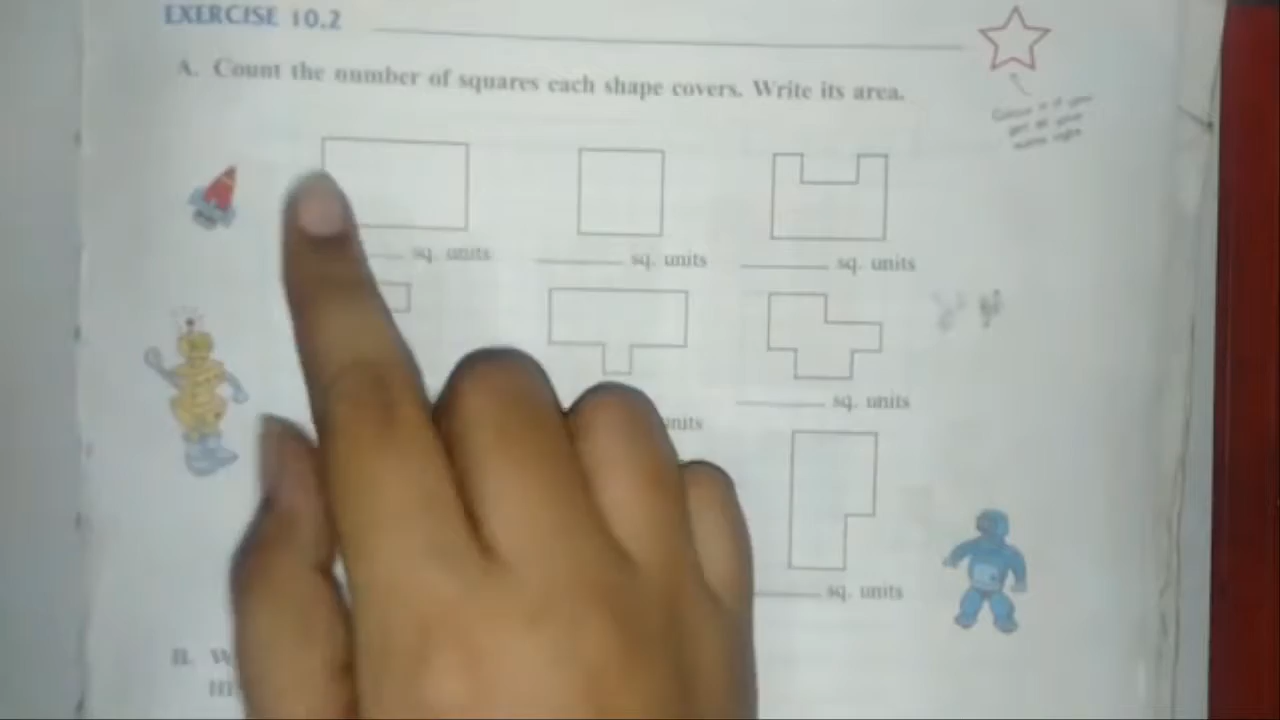 EXERCISE 10.2
A. Count the number of squares each shape covers. Write its area.
sq. units
sq. units
sq. units
sq. units
sq. units
B.